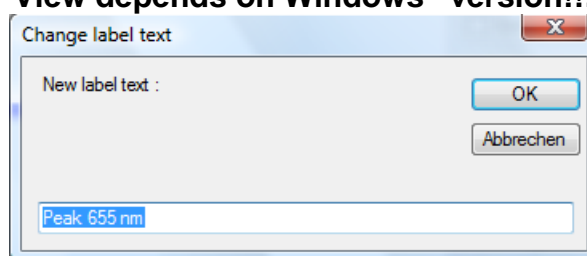 View depends on Windows version!!!
Change label text
New label text :
OK
Abbrechen
Peak 655 nm